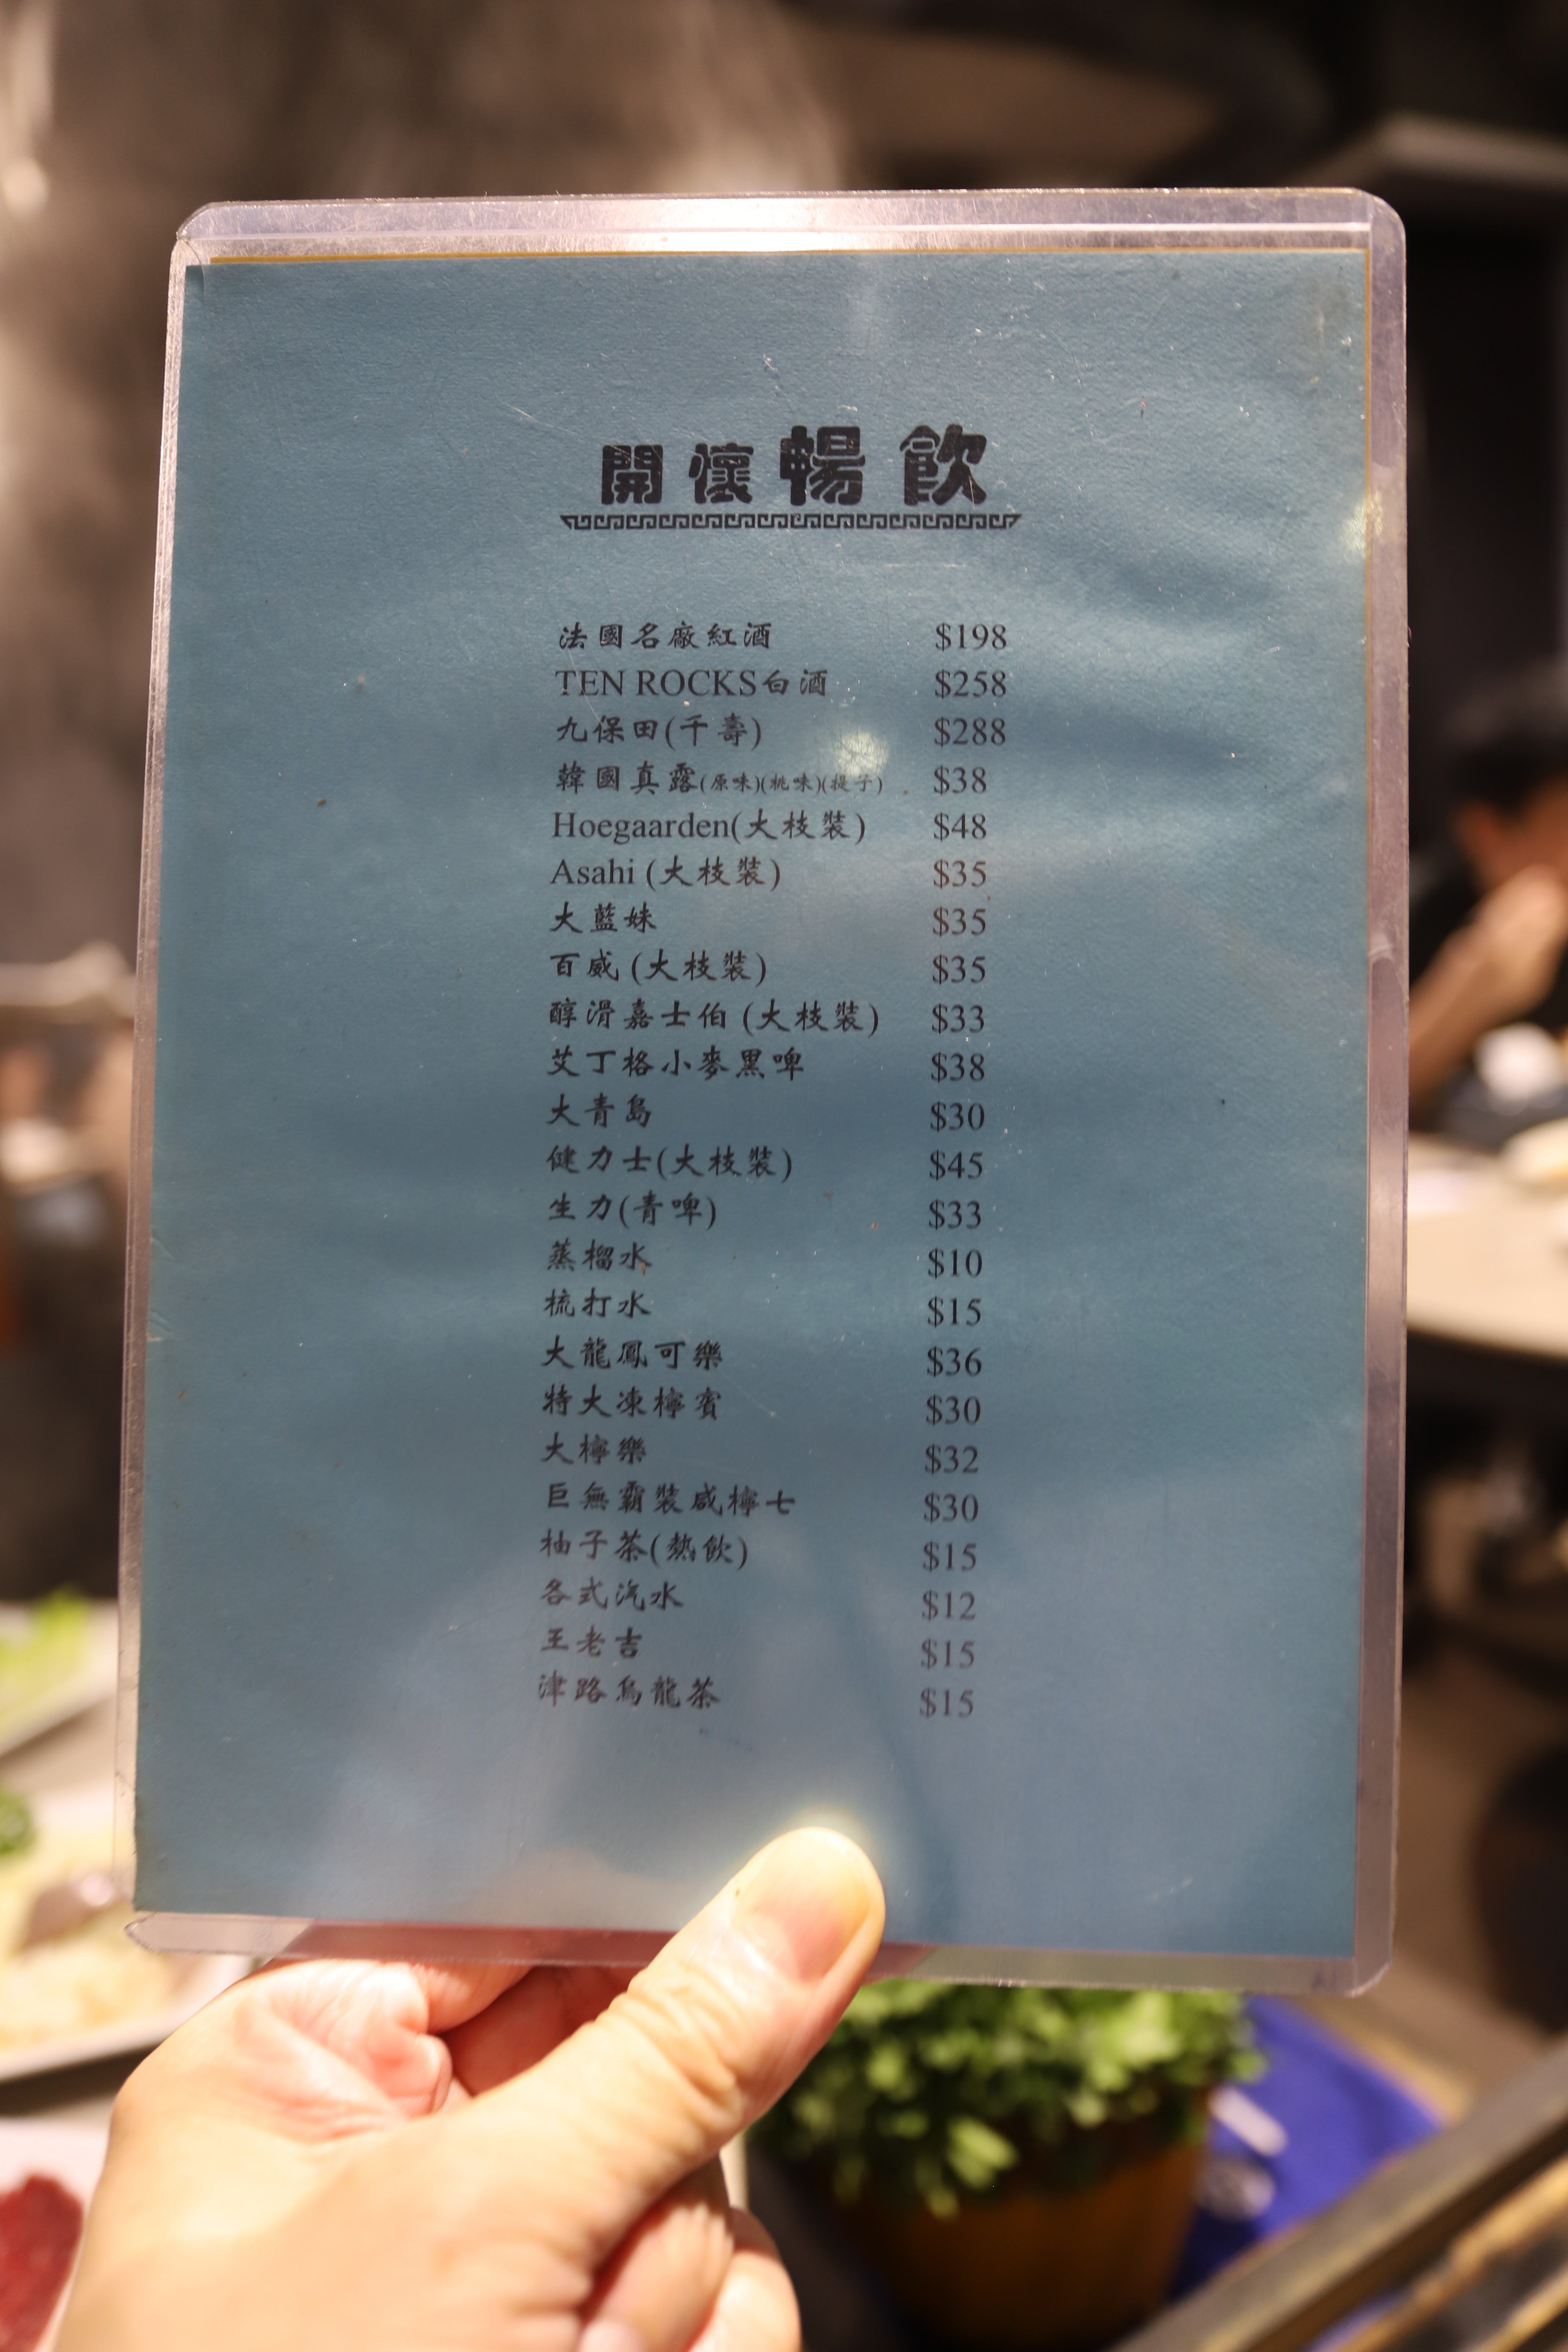 開懷暢飲
法國名廠紅酒 $198
TEN ROCKS白酒 $258
九保田(千壽) $288
韓國真露(原味)(桃味)(提子) $38
Hoegaarden(大枝裝) $48
Asahi (大枝裝) $35
大藍妹 $35
百威 (大枝裝) $35
醇滑嘉士伯 (大枝裝) $33
艾丁格小麥黑啤 $38
大青島 $30
健力士(大枝裝) $45
生力(青啤) $33
蒸榴水 $10
梳打水 $15
大龍鳳可樂 $36
特大凍檸賓 $30
大檸樂 $32
巨無霸裝咸檸七 $30
柚子茶(熱飲) $15
各式汽水 $12
王老吉 $15
津路烏龍茶 $15